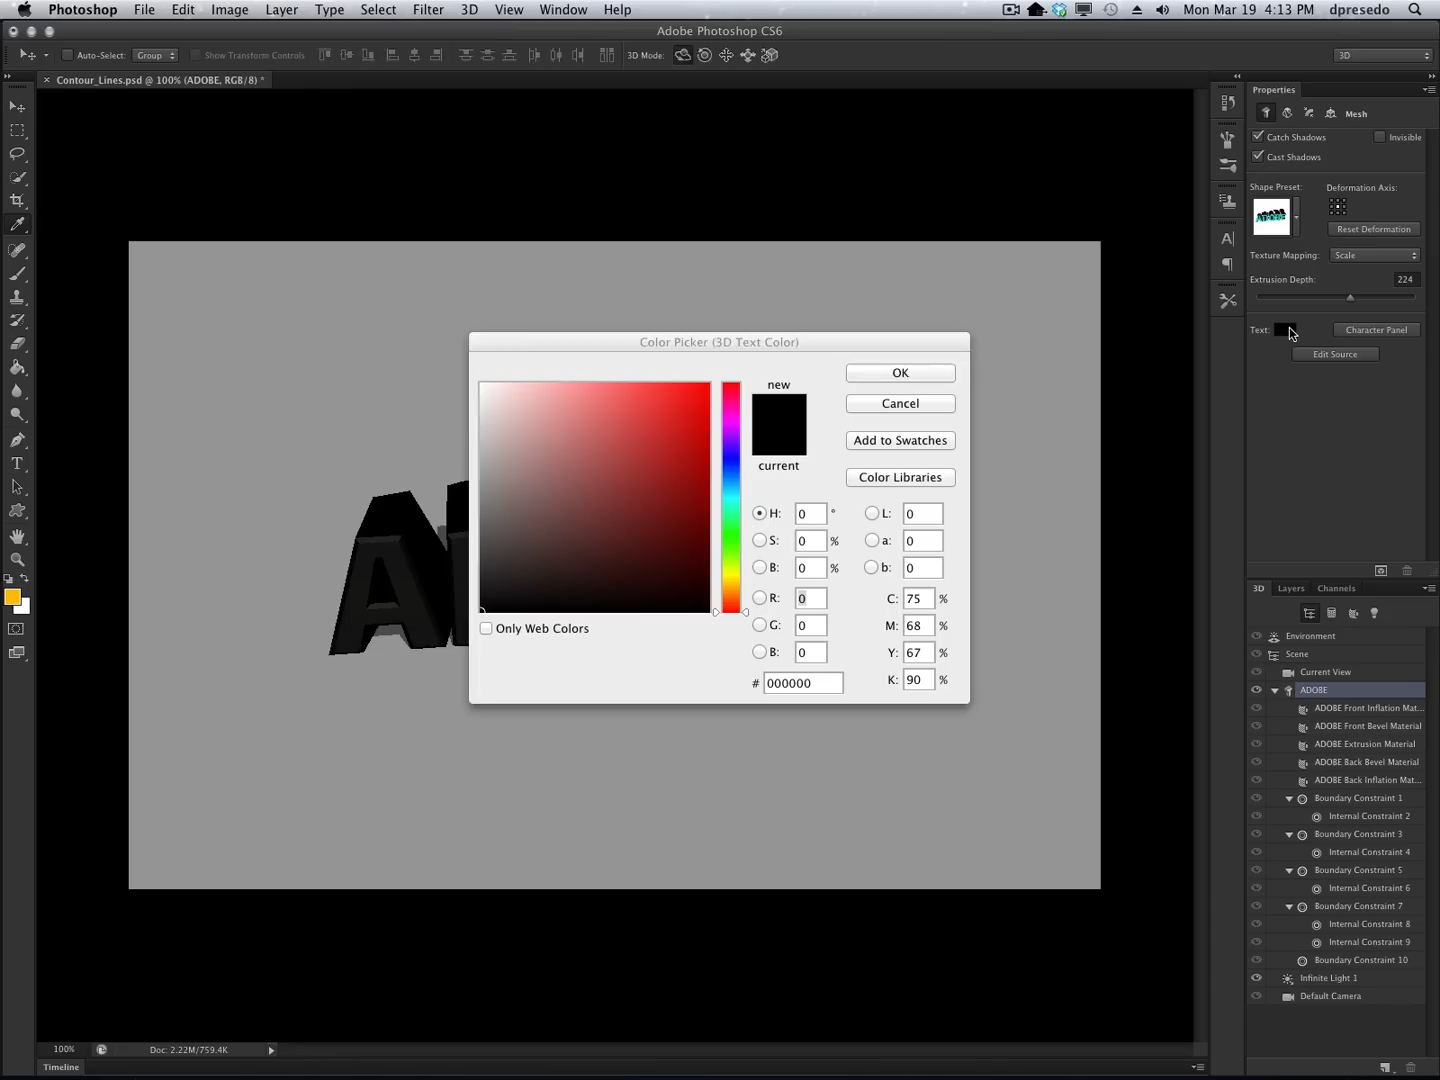 Photoshop File Edit Image Layer Type Select Filter 3D View Window Help Mon Mar 19 4:13 PM dpresedo
Adobe Photoshop CS6
Auto-Select: Group Show Transform Controls 3D Mode: 3D
× Contour_Lines.psd @ 100% (ADOBE, RGB/8) *
Properties
Mesh
Catch Shadows Invisible
Cast Shadows
Shape Preset: Deformation Axis:
Reset Deformation
Texture Mapping: Scale
Extrusion Depth: 224
Text: Character Panel
Edit Source
Color Picker (3D Text Color)
new
current
OK
Cancel
Add to Swatches
Color Libraries
H: 0 ° L: 0
S: 0 % a: 0
B: 0 % b: 0
R: 0 C: 75 %
G: 0 M: 68 %
B: 0 Y: 67 %
# 000000 K: 90 %
Only Web Colors
A
3D Layers Channels
Environment
Scene
Current View
ADOBE
ADOBE Front Inflation Mat...
ADOBE Front Bevel Material
ADOBE Extrusion Material
ADOBE Back Bevel Material
ADOBE Back Inflation Mat...
Boundary Constraint 1
Internal Constraint 2
Boundary Constraint 3
Internal Constraint 4
Boundary Constraint 5
Internal Constraint 6
Boundary Constraint 7
Internal Constraint 8
Internal Constraint 9
Boundary Constraint 10
Infinite Light 1
Default Camera
100% Doc: 2.22M/759.4K
Timeline